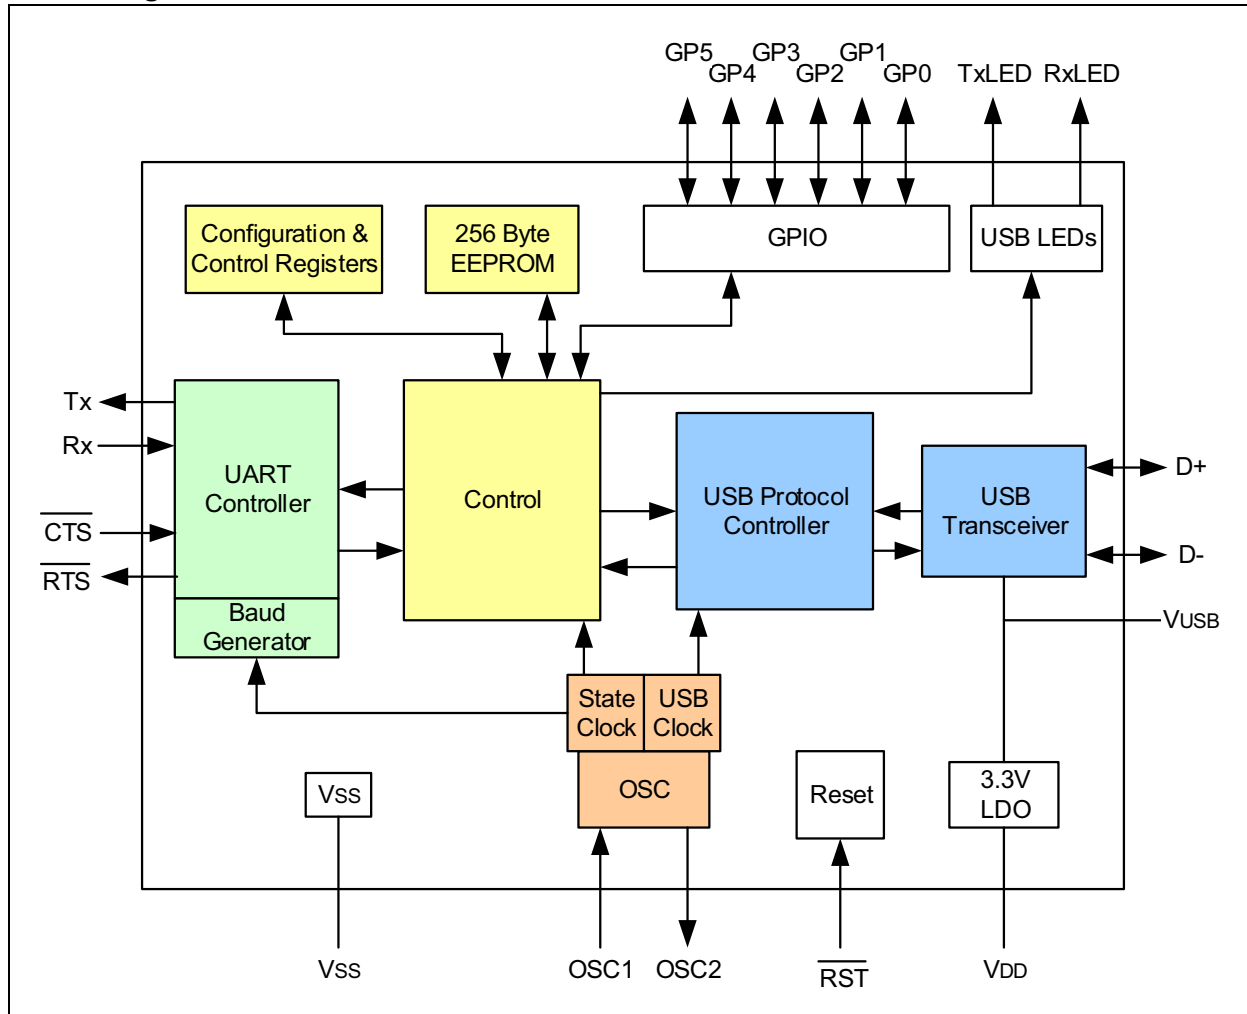 GP5 GP3 GP1
GP4 GP2 GP0 TxLED RxLED
Configuration &
Control Registers
256 Byte
EEPROM
GPIO
USB LEDs
Tx
Rx
CTS
RTS
UART
Controller
Baud
Generator
Control
USB Protocol
Controller
USB
Transceiver
D+
D-
VUSB
State
Clock
USB
Clock
OSC
VSS
Reset
3.3V
LDO
VSS
OSC1
OSC2
RST
VDD